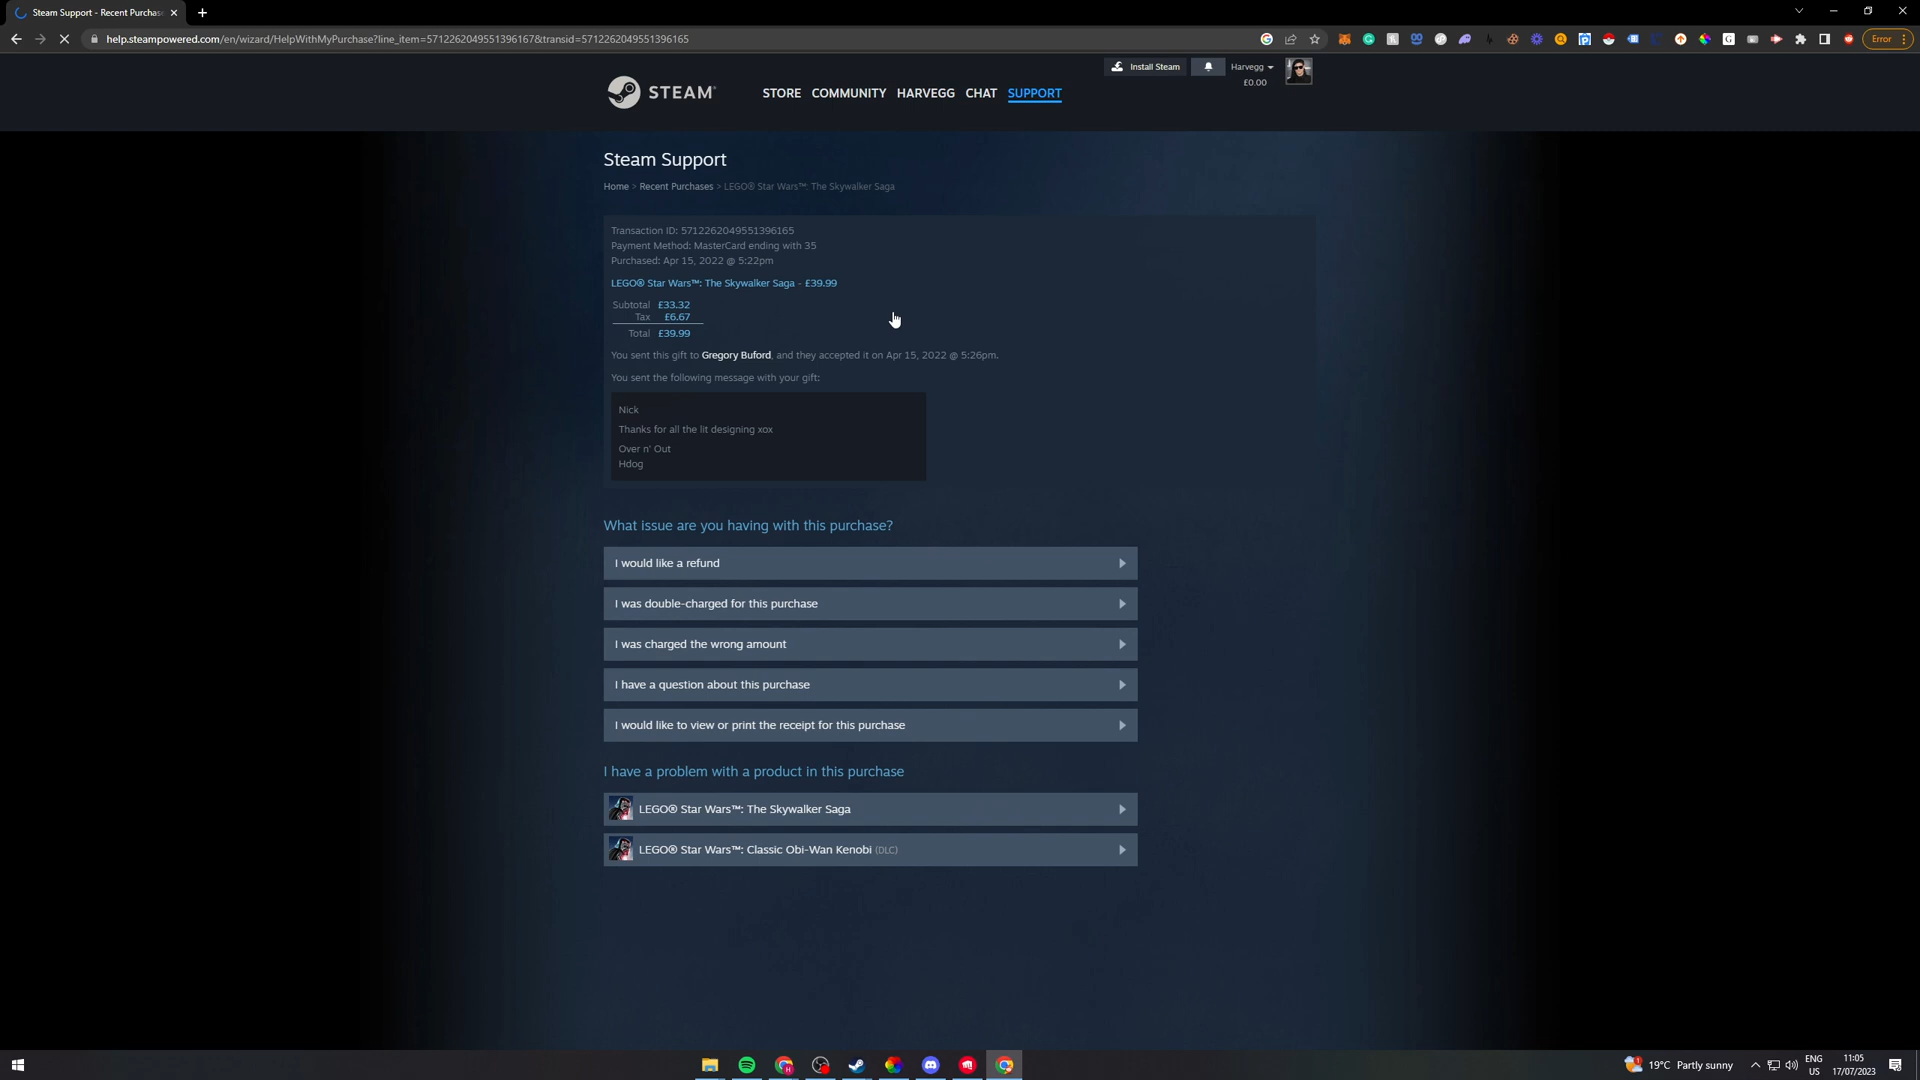 Steam Support - Recent Purchas
help.steampowered.com/en/wizard/HelpWithMyPurchase?line_item=5712262049551396167&transid=5712262049551396165
Error
Install Steam
Harvegg
£0.00
STEAM
STORE COMMUNITY HARVEGG CHAT SUPPORT
Steam Support
Home > Recent Purchases > LEGO® Star Wars™: The Skywalker Saga
Transaction ID: 5712262049551396165
Payment Method: MasterCard ending with 35
Purchased: Apr 15, 2022 @ 5:22pm
LEGO® Star Wars™: The Skywalker Saga - £39.99
Subtotal £33.32
Tax £6.67
Total £39.99
You sent this gift to Gregory Buford, and they accepted it on Apr 15, 2022 @ 5:26pm.
You sent the following message with your gift:
Nick
Thanks for all the lit designing xox
Over n' Out
Hdog
What issue are you having with this purchase?
I would like a refund
I was double-charged for this purchase
I was charged the wrong amount
I have a question about this purchase
I would like to view or print the receipt for this purchase
I have a problem with a product in this purchase
LEGO® Star Wars™: The Skywalker Saga
LEGO® Star Wars™: Classic Obi-Wan Kenobi (DLC)
19°C Partly sunny
ENG
US
11:05
17/07/2023